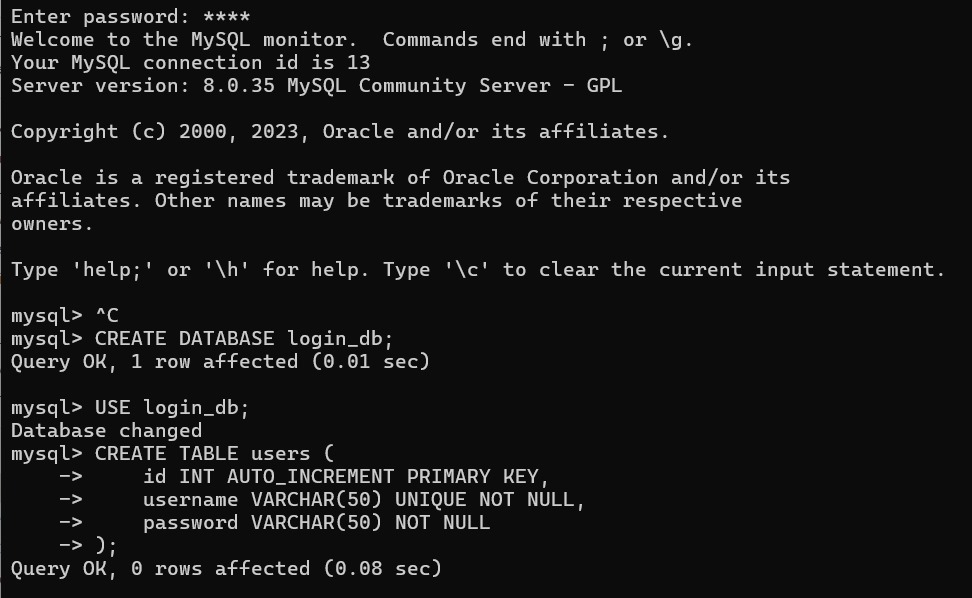 Enter password: ****
Welcome to the MySQL monitor.  Commands end with ; or \g.
Your MySQL connection id is 13
Server version: 8.0.35 MySQL Community Server - GPL

Copyright (c) 2000, 2023, Oracle and/or its affiliates.

Oracle is a registered trademark of Oracle Corporation and/or its
affiliates. Other names may be trademarks of their respective
owners.

Type 'help;' or '\h' for help. Type '\c' to clear the current input statement.

mysql> ^C
mysql> CREATE DATABASE login_db;
Query OK, 1 row affected (0.01 sec)

mysql> USE login_db;
Database changed
mysql> CREATE TABLE users (
    ->     id INT AUTO_INCREMENT PRIMARY KEY,
    ->     username VARCHAR(50) UNIQUE NOT NULL,
    ->     password VARCHAR(50) NOT NULL
    -> );
Query OK, 0 rows affected (0.08 sec)